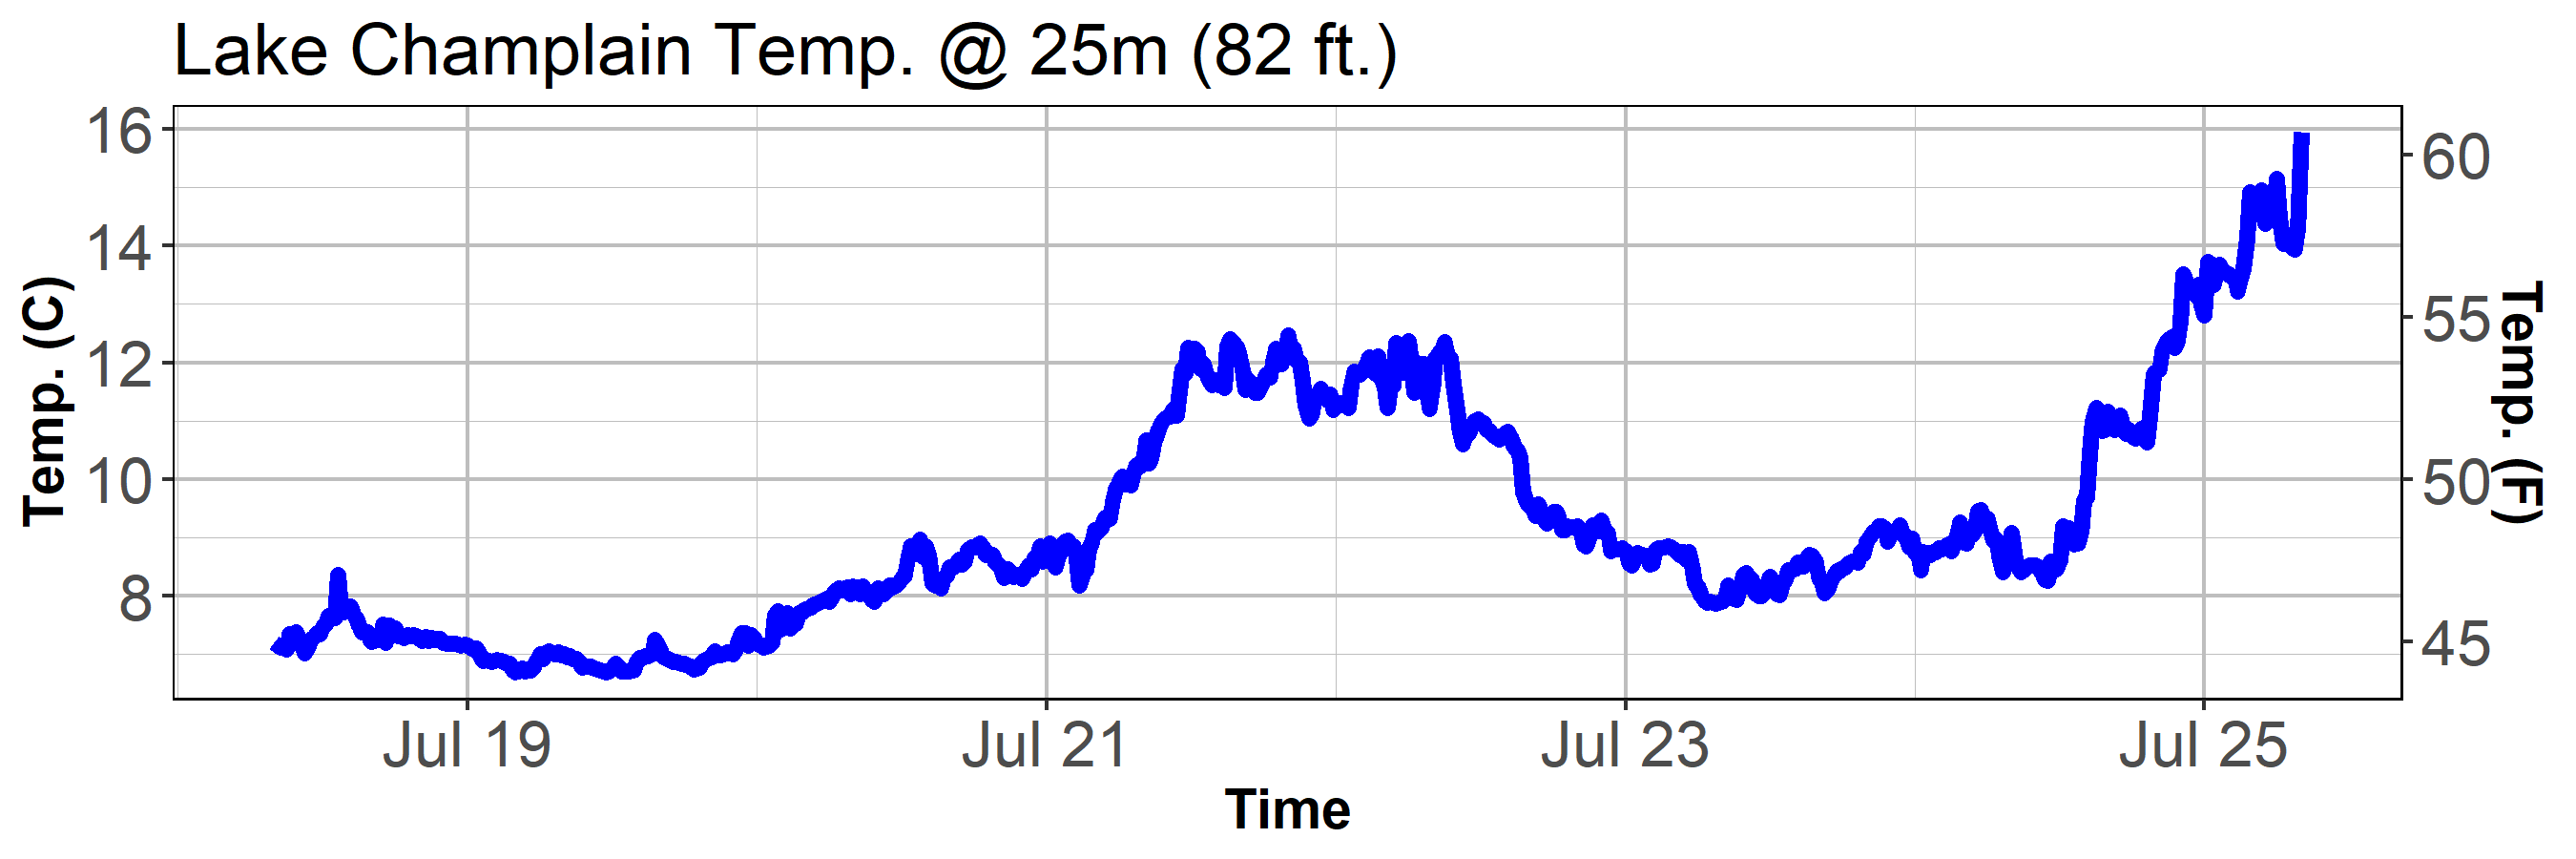 Lake Champlain Temp. @ 25m (82 ft.)
Temp. (C)
16
14
12
10
8
60
55
50
45
Temp. (F)
Jul 19
Jul 21
Jul 23
Jul 25
Time